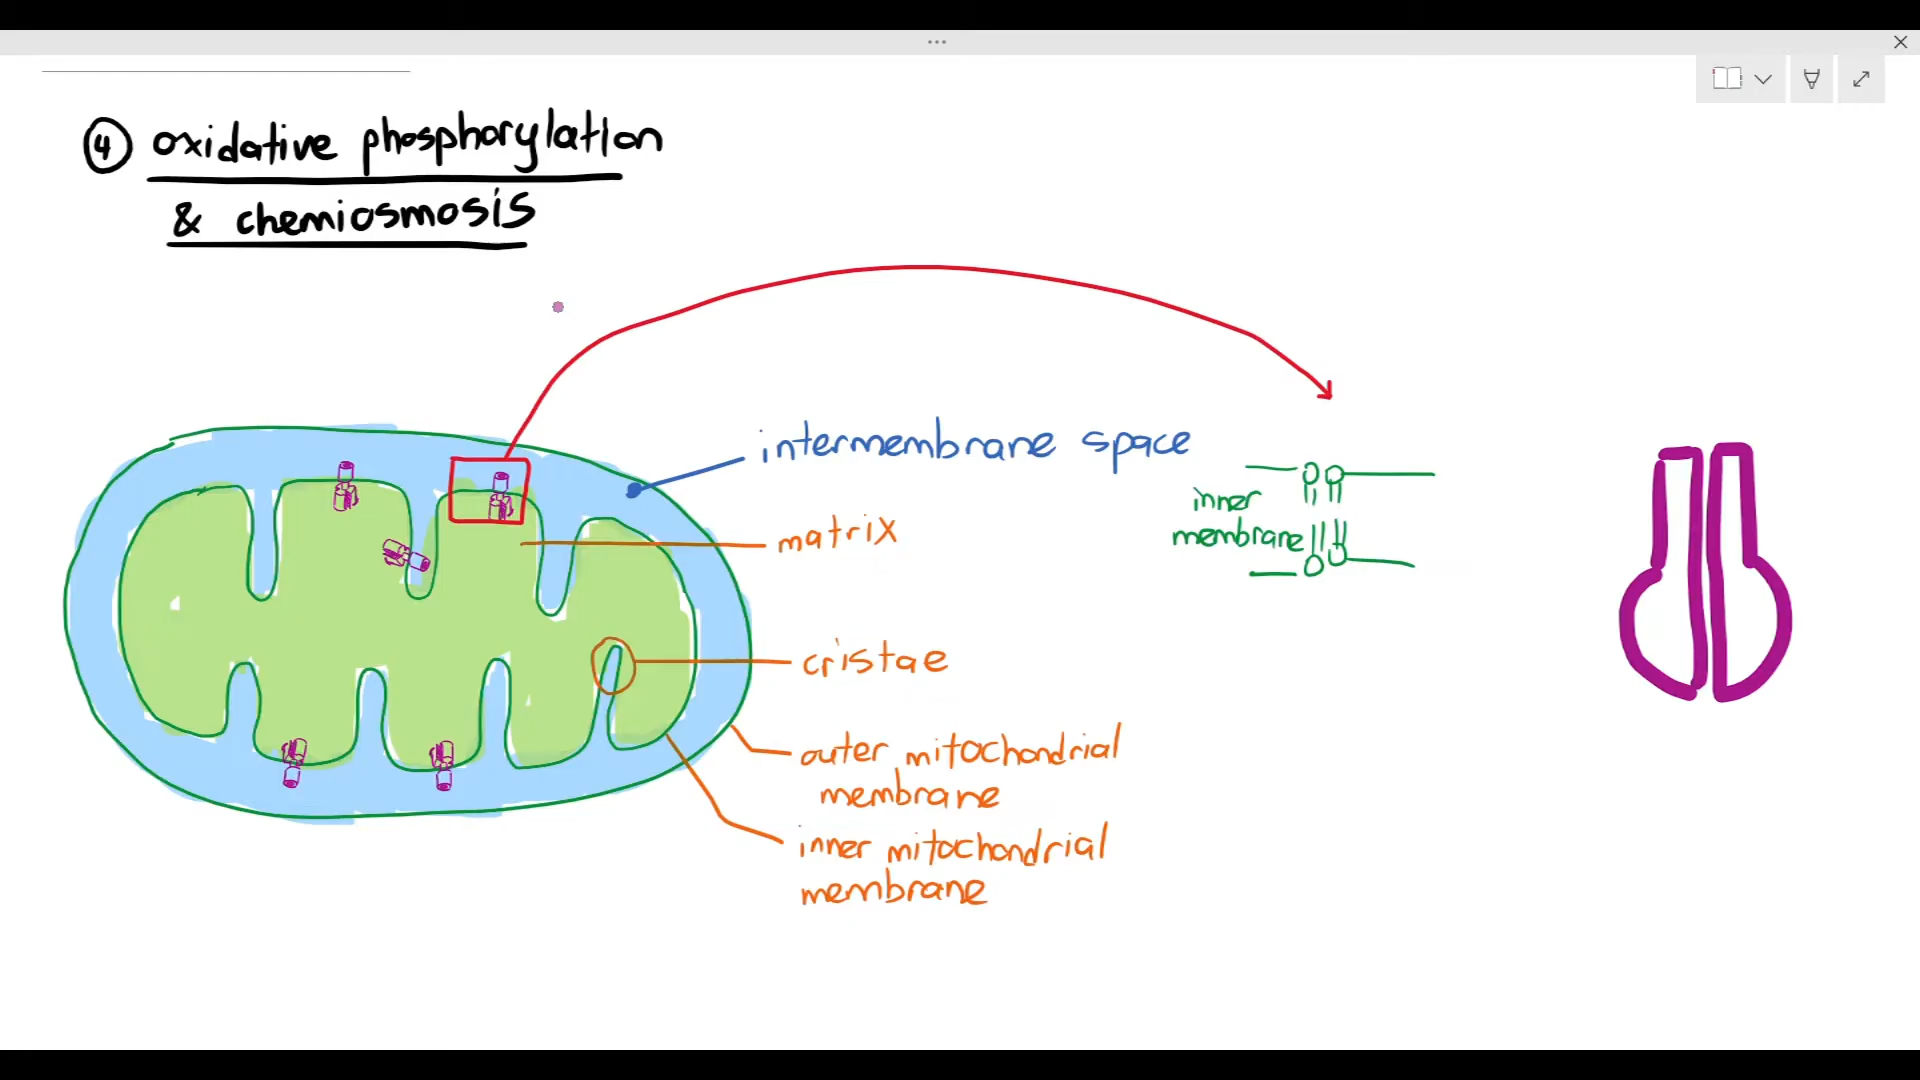 ④ oxidative phosphorylation
& chemiosmosis
intermembrane space
inner
membrane
matrix
cristae
outer mitochondrial
membrane
inner mitochondrial
membrane